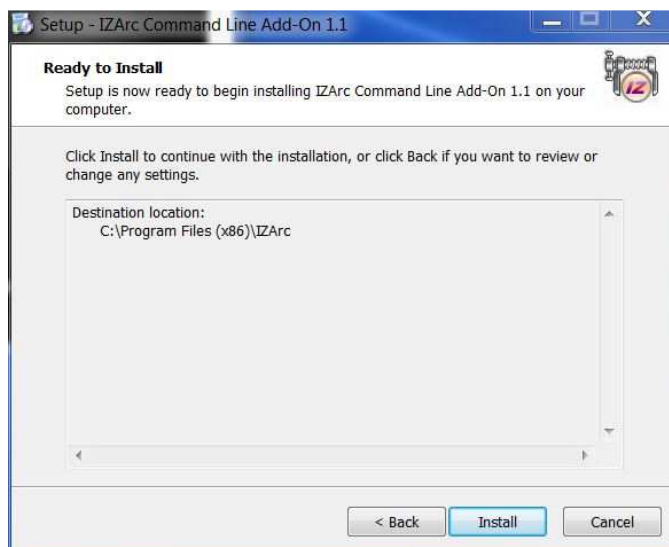 Setup - IZArc Command Line Add-On 1.1
X
Ready to Install
Setup is now ready to begin installing IZArc Command Line Add-On 1.1 on your
computer.
IZ
Click Install to continue with the installation, or click Back if you want to review or
change any settings.
Destination location:
C:\Program Files (x86)\IZArc
< Back Install Cancel